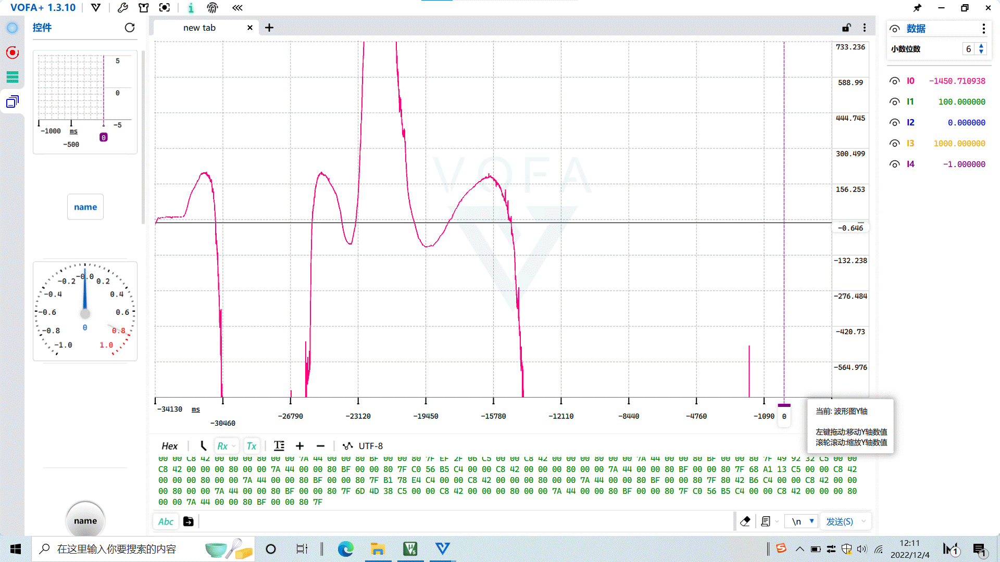 VOFA+ 1.3.10
控件
new tab
数据
小数位数
6
5
0
-5
-1000
ms
-500
0
name
-0.0
-0.2
0.2
-0.4
0.4
-0.6
0.6
0
-0.8
0.8
-1.0
1.0
name
VOFA
733.236
588.99
444.745
300.499
156.253
-0.646
-132.238
-276.484
-420.73
-564.976
-34130
ms
-30460
-26790
-23120
-19450
-15780
-12110
-8440
-4760
-1090
0
I0 -1450.710938
I1 100.000000
I2 0.000000
I3 1000.000000
I4 -1.000000
当前: 波形图Y轴
左键拖动:移动Y轴数值
滚轮滚动:缩放Y轴数值
Hex
Rx
Tx
UTF-8
00 00 C8 42 00 00 00 80 00 00 7A 44 00 00 80 BF 00 00 80 7F EF 2F 06 C5 00 00 C8 42 00 00 00 80 00 00 7A 44 00 00 80 BF 00 00 80 7F 49 92 32 C5 00 00
C8 42 00 00 00 80 00 00 7A 44 00 00 80 BF 00 00 80 7F C0 56 B5 C4 00 00 C8 42 00 00 00 80 00 00 7A 44 00 00 80 BF 00 00 80 7F 68 A1 13 C5 00 00 C8 42
00 00 00 80 00 00 7A 44 00 00 80 BF 00 00 80 7F B1 78 E4 C4 00 00 C8 42 00 00 00 80 00 00 7A 44 00 00 80 BF 00 00 80 7F 80 42 B6 C4 00 00 C8 42 00 00
00 80 00 00 7A 44 00 00 80 BF 00 00 80 7F 6D 4D 38 C5 00 00 C8 42 00 00 00 80 00 00 7A 44 00 00 80 BF 00 00 80 7F C0 56 B5 C4 00 00 C8 42 00 00 00 80
00 00 7A 44 00 00 80 BF 00 00 80 7F
Abc
\n
发送(S)
在这里输入你要搜索的内容
12:11
2022/12/4
1
1